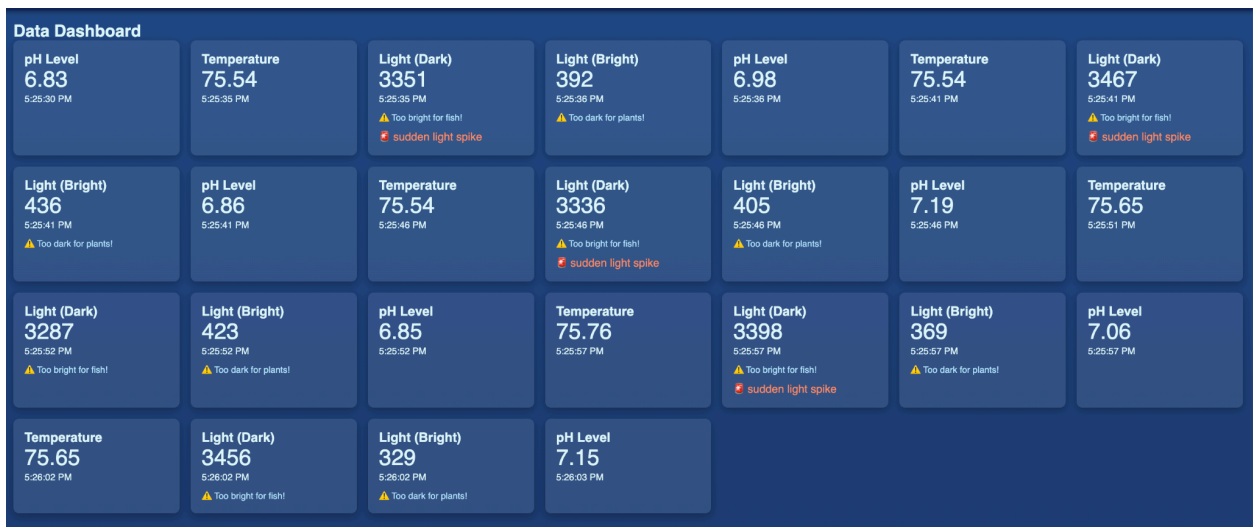 Data Dashboard
pH Level
6.83
5:25:30 PM
Temperature
75.54
5:25:35 PM
Light (Dark)
3351
5:25:35 PM
⚠️ Too bright for fish!
🚨 sudden light spike
Light (Bright)
392
5:25:36 PM
⚠️ Too dark for plants!
pH Level
6.98
5:25:36 PM
Temperature
75.54
5:25:41 PM
Light (Dark)
3467
5:25:41 PM
⚠️ Too bright for fish!
🚨 sudden light spike
Light (Bright)
436
5:25:41 PM
⚠️ Too dark for plants!
pH Level
6.86
5:25:41 PM
Temperature
75.54
5:25:46 PM
Light (Dark)
3336
5:25:46 PM
⚠️ Too bright for fish!
🚨 sudden light spike
Light (Bright)
405
5:25:46 PM
⚠️ Too dark for plants!
pH Level
7.19
5:25:46 PM
Temperature
75.65
5:25:51 PM
Light (Dark)
3287
5:25:52 PM
⚠️ Too bright for fish!
Light (Bright)
423
5:25:52 PM
⚠️ Too dark for plants!
pH Level
6.85
5:25:52 PM
Temperature
75.76
5:25:57 PM
Light (Dark)
3398
5:25:57 PM
⚠️ Too bright for fish!
🚨 sudden light spike
Light (Bright)
369
5:25:57 PM
⚠️ Too dark for plants!
pH Level
7.06
5:25:57 PM
Temperature
75.65
5:26:02 PM
Light (Dark)
3456
5:26:02 PM
⚠️ Too bright for fish!
Light (Bright)
329
5:26:02 PM
⚠️ Too dark for plants!
pH Level
7.15
5:26:03 PM